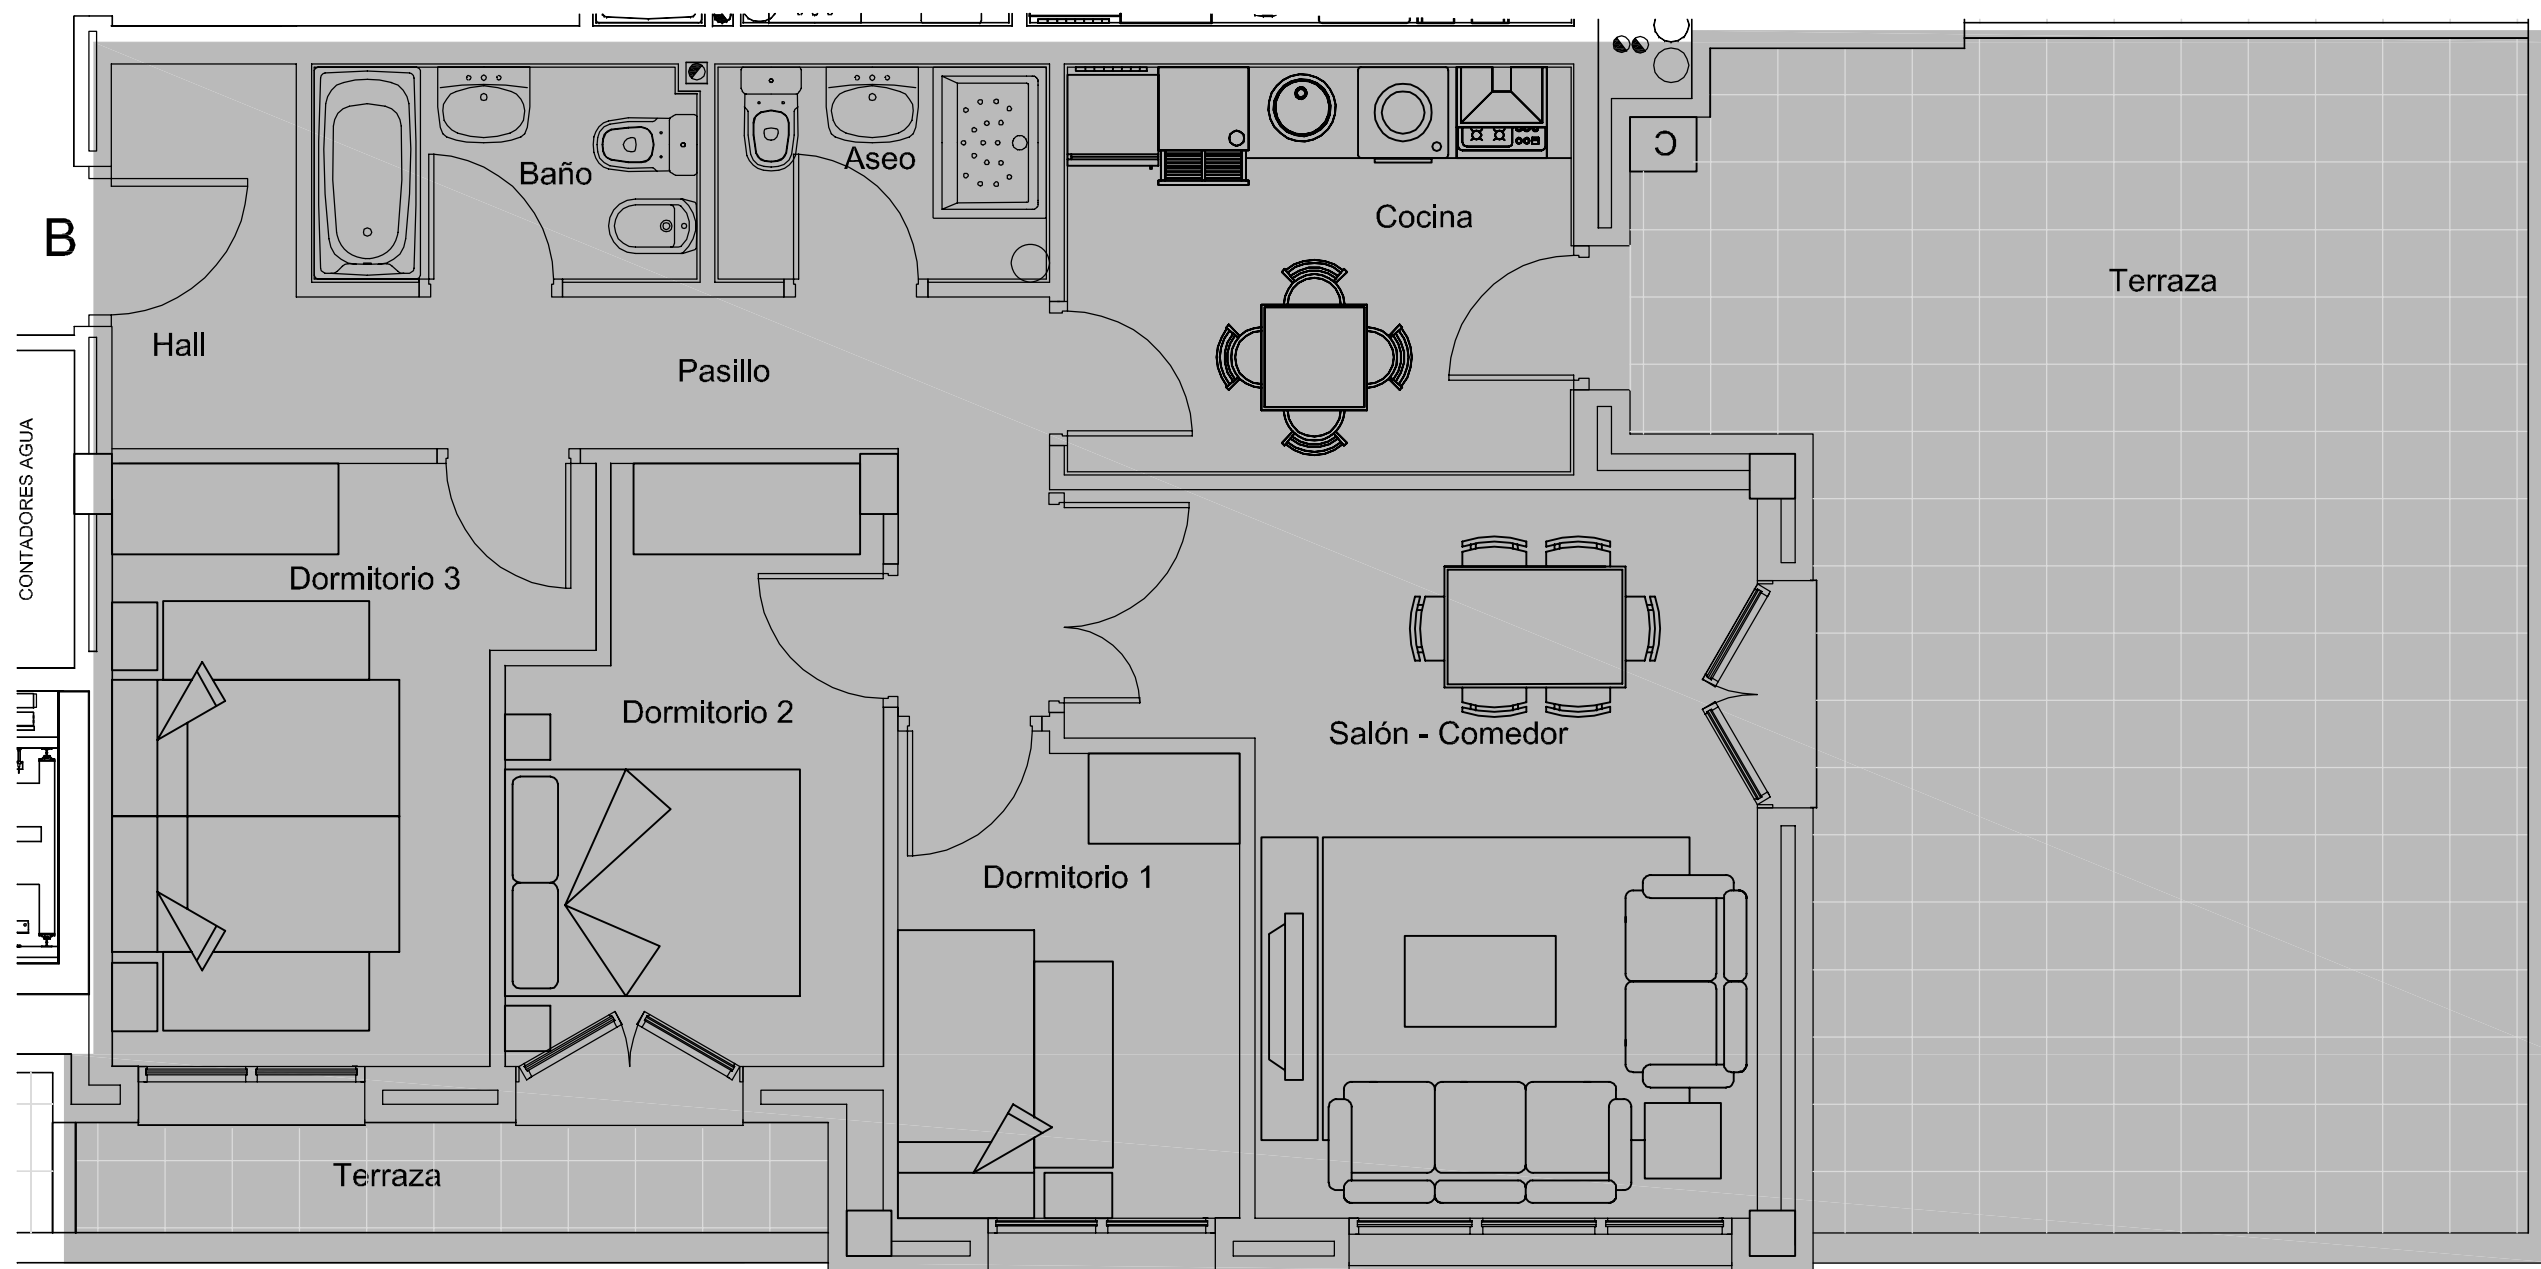 Baño
Aseo
Cocina
C
B
Terraza
Hall
Pasillo
CONTADORES AGUA
Dormitorio 3
Dormitorio 2
Salón - Comedor
Dormitorio 1
Terraza